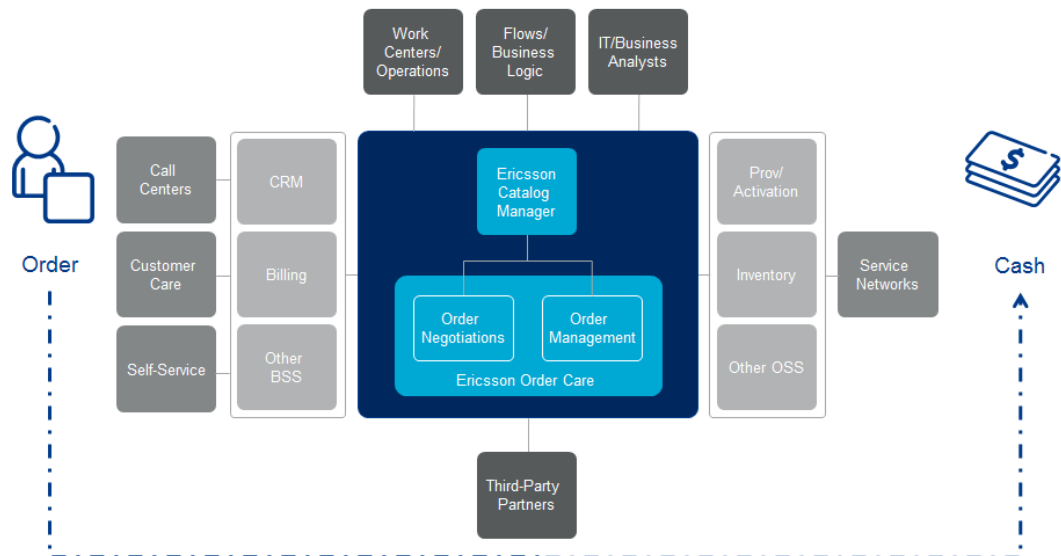 Work
Centers/
Operations
Flows/
Business
Logic
IT/Business
Analysts
Order
Call
Centers
Customer
Care
Self-Service
CRM
Billing
Other
BSS
Ericsson
Catalog
Manager
Order
Negotiations
Order
Management
Ericsson Order Care
Prov/
Activation
Inventory
Other OSS
Service
Networks
$
Cash
Third-Party
Partners